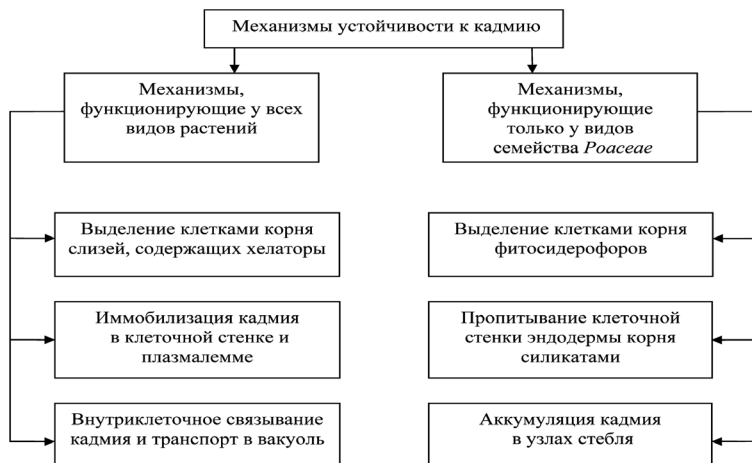 Механизмы устойчивости к кадмию
Механизмы,
функционирующие у всех
видов растений
Механизмы,
функционирующие
только у видов
семейства Poaceae
Выделение клетками корня
слизей, содержащих хелаторы
Выделение клетками корня
фитосидерофоров
Иммобилизация кадмия
в клеточной стенке и
плазмалемме
Пропитывание клеточной
стенки эндодермы корня
силикатами
Внутриклеточное связывание
кадмия и транспорт в вакуоль
Аккумуляция кадмия
в узлах стебля